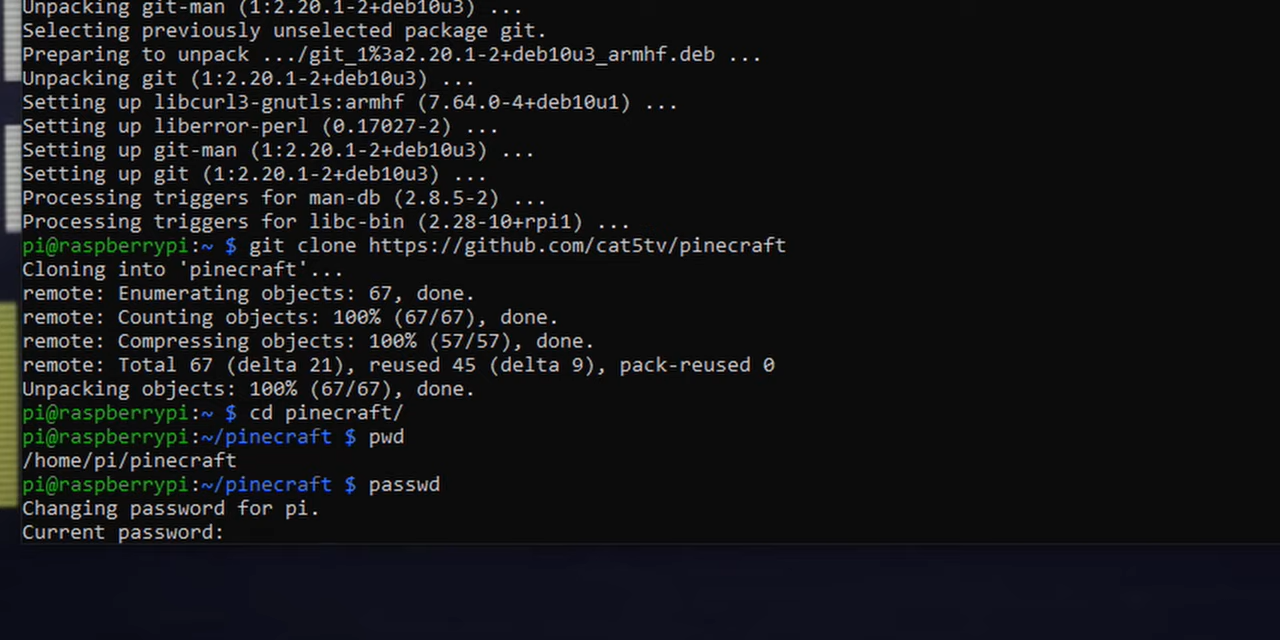 Unpacking git-man (1:2.20.1-2+deb10u3) ...
Selecting previously unselected package git.
Preparing to unpack .../git_1%3a2.20.1-2+deb10u3_armhf.deb ...
Unpacking git (1:2.20.1-2+deb10u3) ...
Setting up libcurl3-gnutls:armhf (7.64.0-4+deb10u1) ...
Setting up liberror-perl (0.17027-2) ...
Setting up git-man (1:2.20.1-2+deb10u3) ...
Setting up git (1:2.20.1-2+deb10u3) ...
Processing triggers for man-db (2.8.5-2) ...
Processing triggers for libc-bin (2.28-10+rpi1) ...
pi@raspberrypi:~ $ git clone https://github.com/cat5tv/pinecraft
Cloning into 'pinecraft'...
remote: Enumerating objects: 67, done.
remote: Counting objects: 100% (67/67), done.
remote: Compressing objects: 100% (57/57), done.
remote: Total 67 (delta 21), reused 45 (delta 9), pack-reused 0
Unpacking objects: 100% (67/67), done.
pi@raspberrypi:~ $ cd pinecraft/
pi@raspberrypi:~/pinecraft $ pwd
/home/pi/pinecraft
pi@raspberrypi:~/pinecraft $ passwd
Changing password for pi.
Current password: